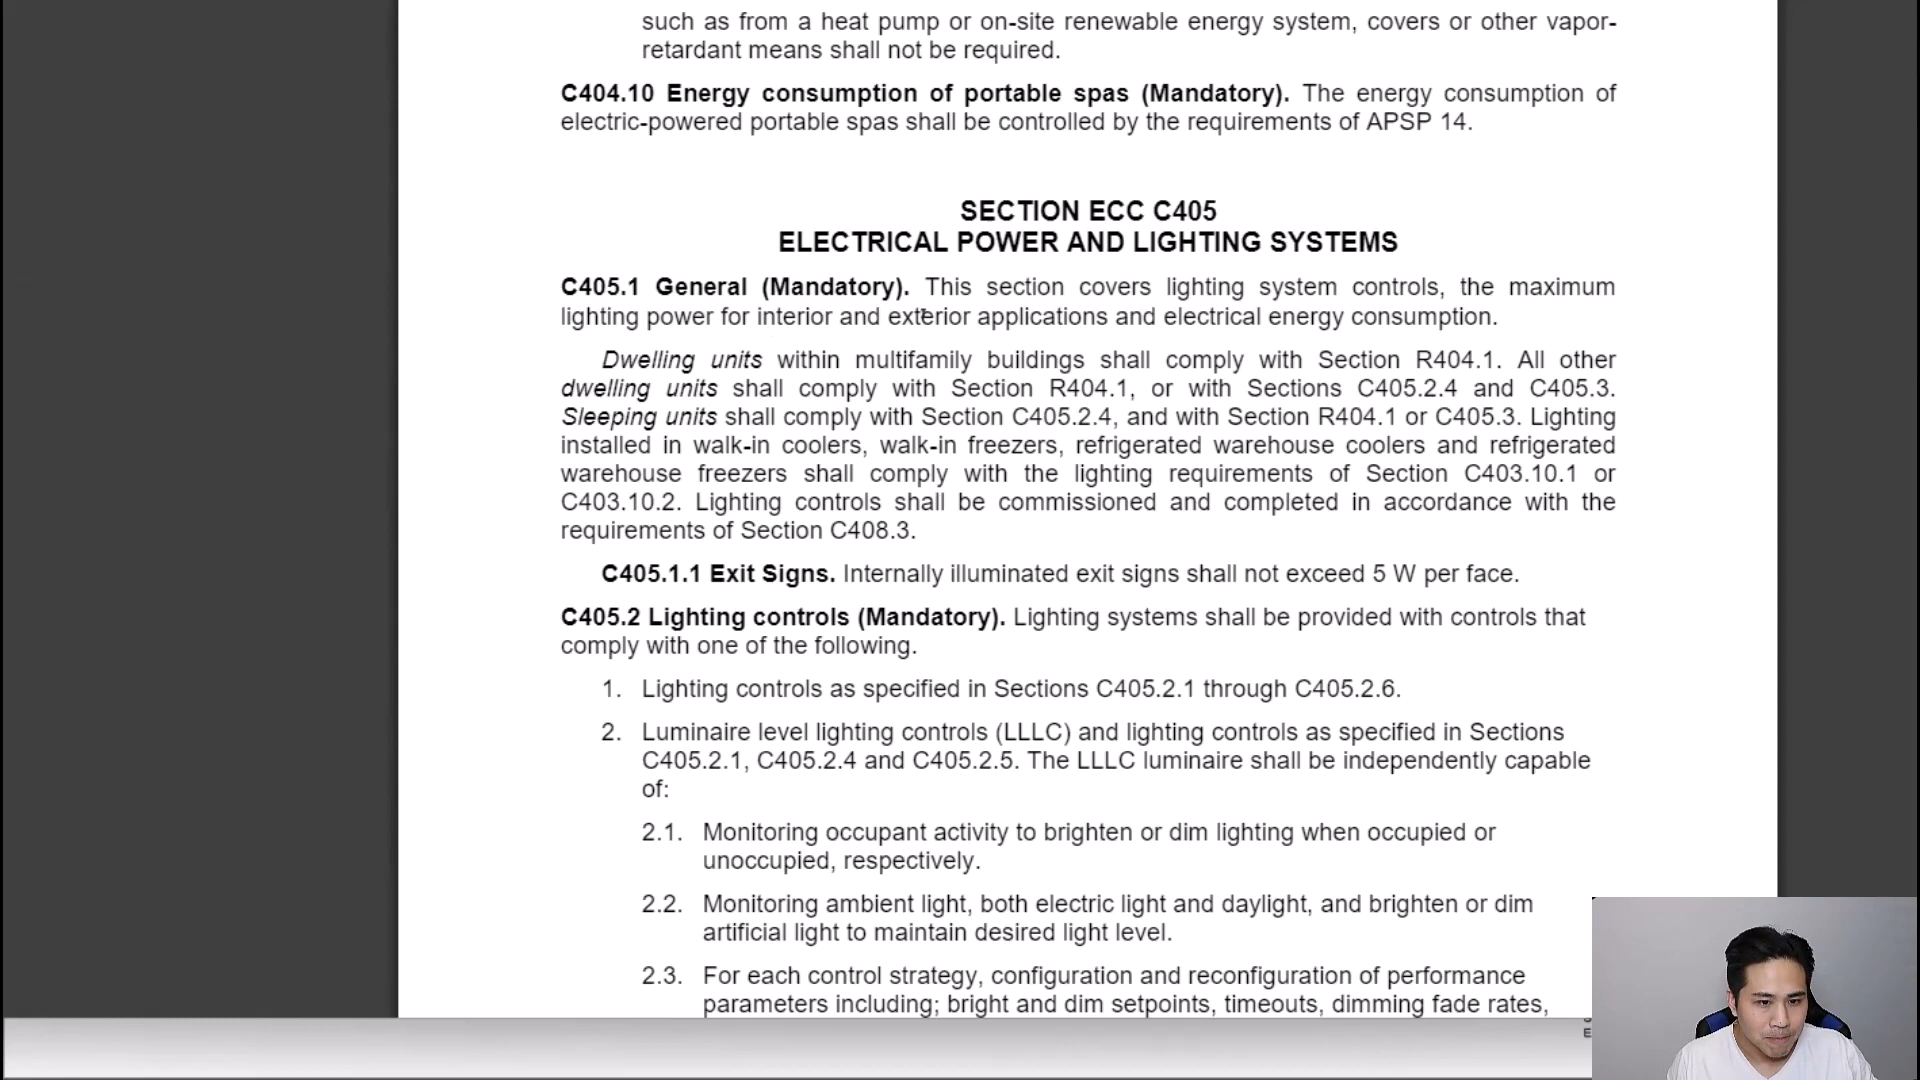 such as from a heat pump or on-site renewable energy system, covers or other vapor-
retardant means shall not be required.
C404.10 Energy consumption of portable spas (Mandatory). The energy consumption of
electric-powered portable spas shall be controlled by the requirements of APSP 14.
SECTION ECC C405
ELECTRICAL POWER AND LIGHTING SYSTEMS
C405.1 General (Mandatory). This section covers lighting system controls, the maximum
lighting power for interior and exterior applications and electrical energy consumption.
Dwelling units within multifamily buildings shall comply with Section R404.1. All other
dwelling units shall comply with Section R404.1, or with Sections C405.2.4 and C405.3.
Sleeping units shall comply with Section C405.2.4, and with Section R404.1 or C405.3. Lighting
installed in walk-in coolers, walk-in freezers, refrigerated warehouse coolers and refrigerated
warehouse freezers shall comply with the lighting requirements of Section C403.10.1 or
C403.10.2. Lighting controls shall be commissioned and completed in accordance with the
requirements of Section C408.3.
C405.1.1 Exit Signs. Internally illuminated exit signs shall not exceed 5 W per face.
C405.2 Lighting controls (Mandatory). Lighting systems shall be provided with controls that
comply with one of the following.
1. Lighting controls as specified in Sections C405.2.1 through C405.2.6.
2. Luminaire level lighting controls (LLLC) and lighting controls as specified in Sections
C405.2.1, C405.2.4 and C405.2.5. The LLLC luminaire shall be independently capable
of:
2.1. Monitoring occupant activity to brighten or dim lighting when occupied or
unoccupied, respectively.
2.2. Monitoring ambient light, both electric light and daylight, and brighten or dim
artificial light to maintain desired light level.
2.3. For each control strategy, configuration and reconfiguration of performance
parameters including; bright and dim setpoints, timeouts, dimming fade rates,